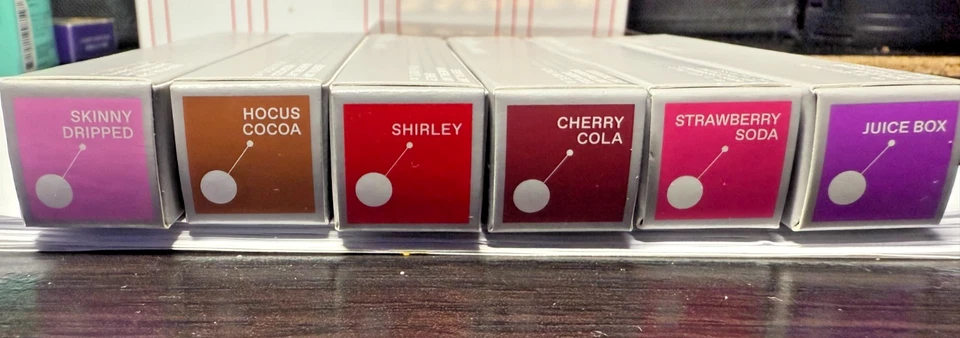 SKINNY
DRIPPED
HOCUS
COCOA
SHIRLEY
CHERRY
COLA
STRAWBERRY
SODA
JUICE BOX